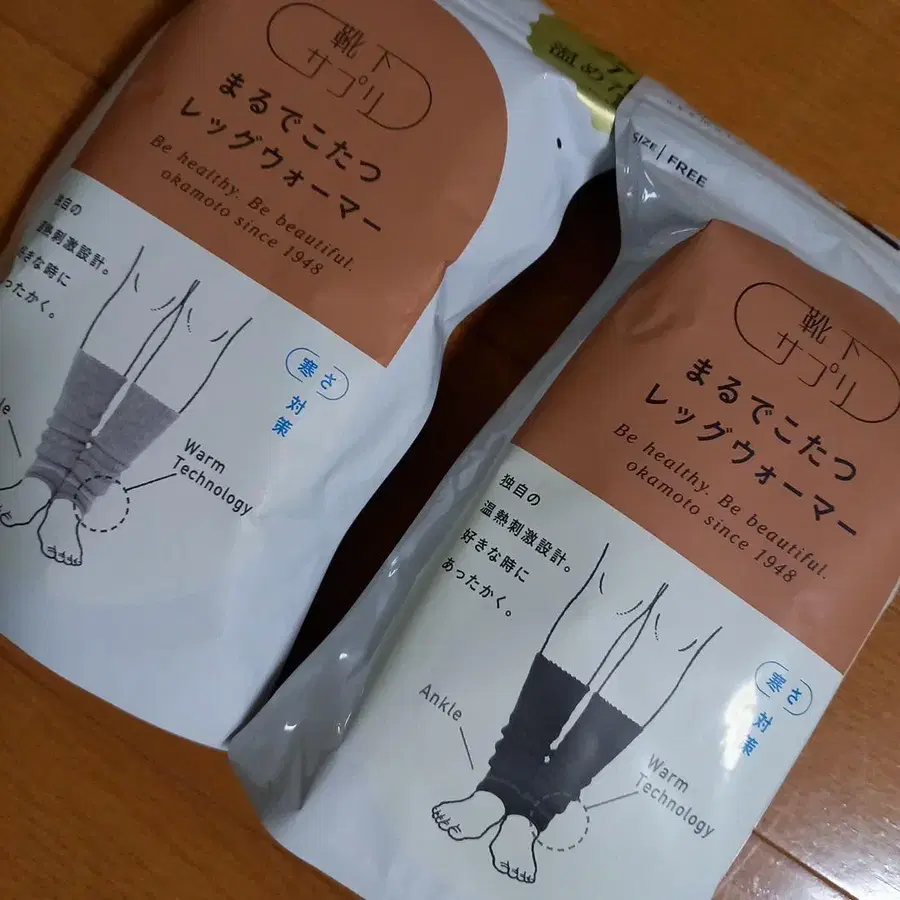 靴下
サプリ
まるでこたつ
レッグウォーマー
Be healthy. Be beautiful.
okamoto since 1948
独自の
温熱刺激設計。
好きな時に
あったかく。
寒さ
対策
Warm
Technology
温め
SIZE | FREE
靴下
サプリ
まるでこたつ
レッグウォーマー
Be healthy. Be beautiful.
okamoto since 1948
独自の
温熱刺激設計。
好きな時に
あったかく。
寒さ
対策
Ankle
Warm
Technology